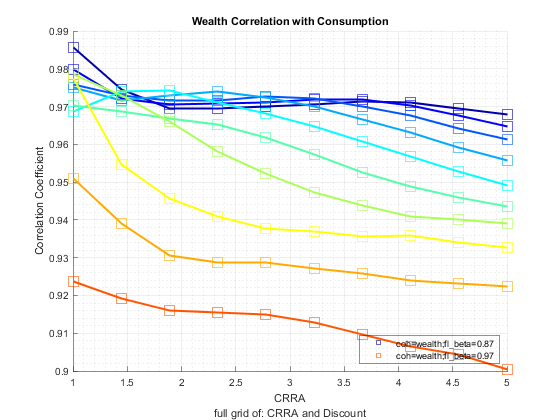 Wealth Correlation with Consumption
0.99
0.98
0.97
0.96
0.95
0.94
0.93
0.92
0.91
0.9
Correlation Coefficient
coh=wealth;fl_beta=0.87
coh=wealth;fl_beta=0.97
1 1.5 2 2.5 3 3.5 4 4.5 5
CRRA
full grid of: CRRA and Discount